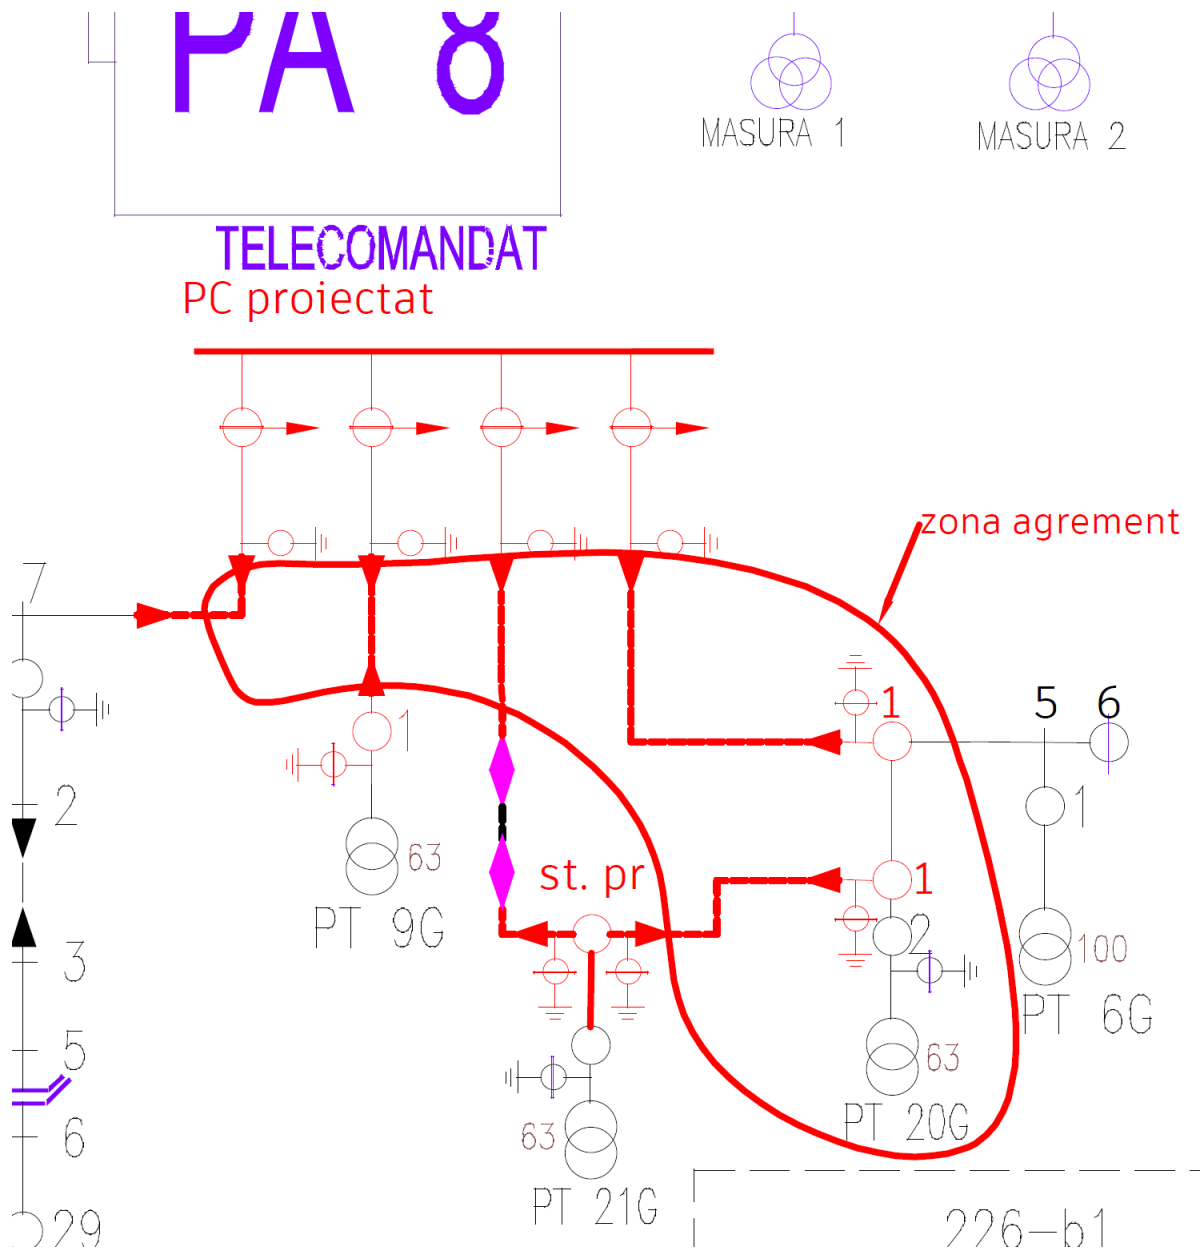 PA 8
MASURA 1
MASURA 2
TELECOMANDAT
PC proiectat
zona agrement
7
1
5
6
1
2
1
63
st. pr
1
PT 9G
2
3
100
PT 6G
5
63
63
PT 20G
6
PT 21G
29
226-b1